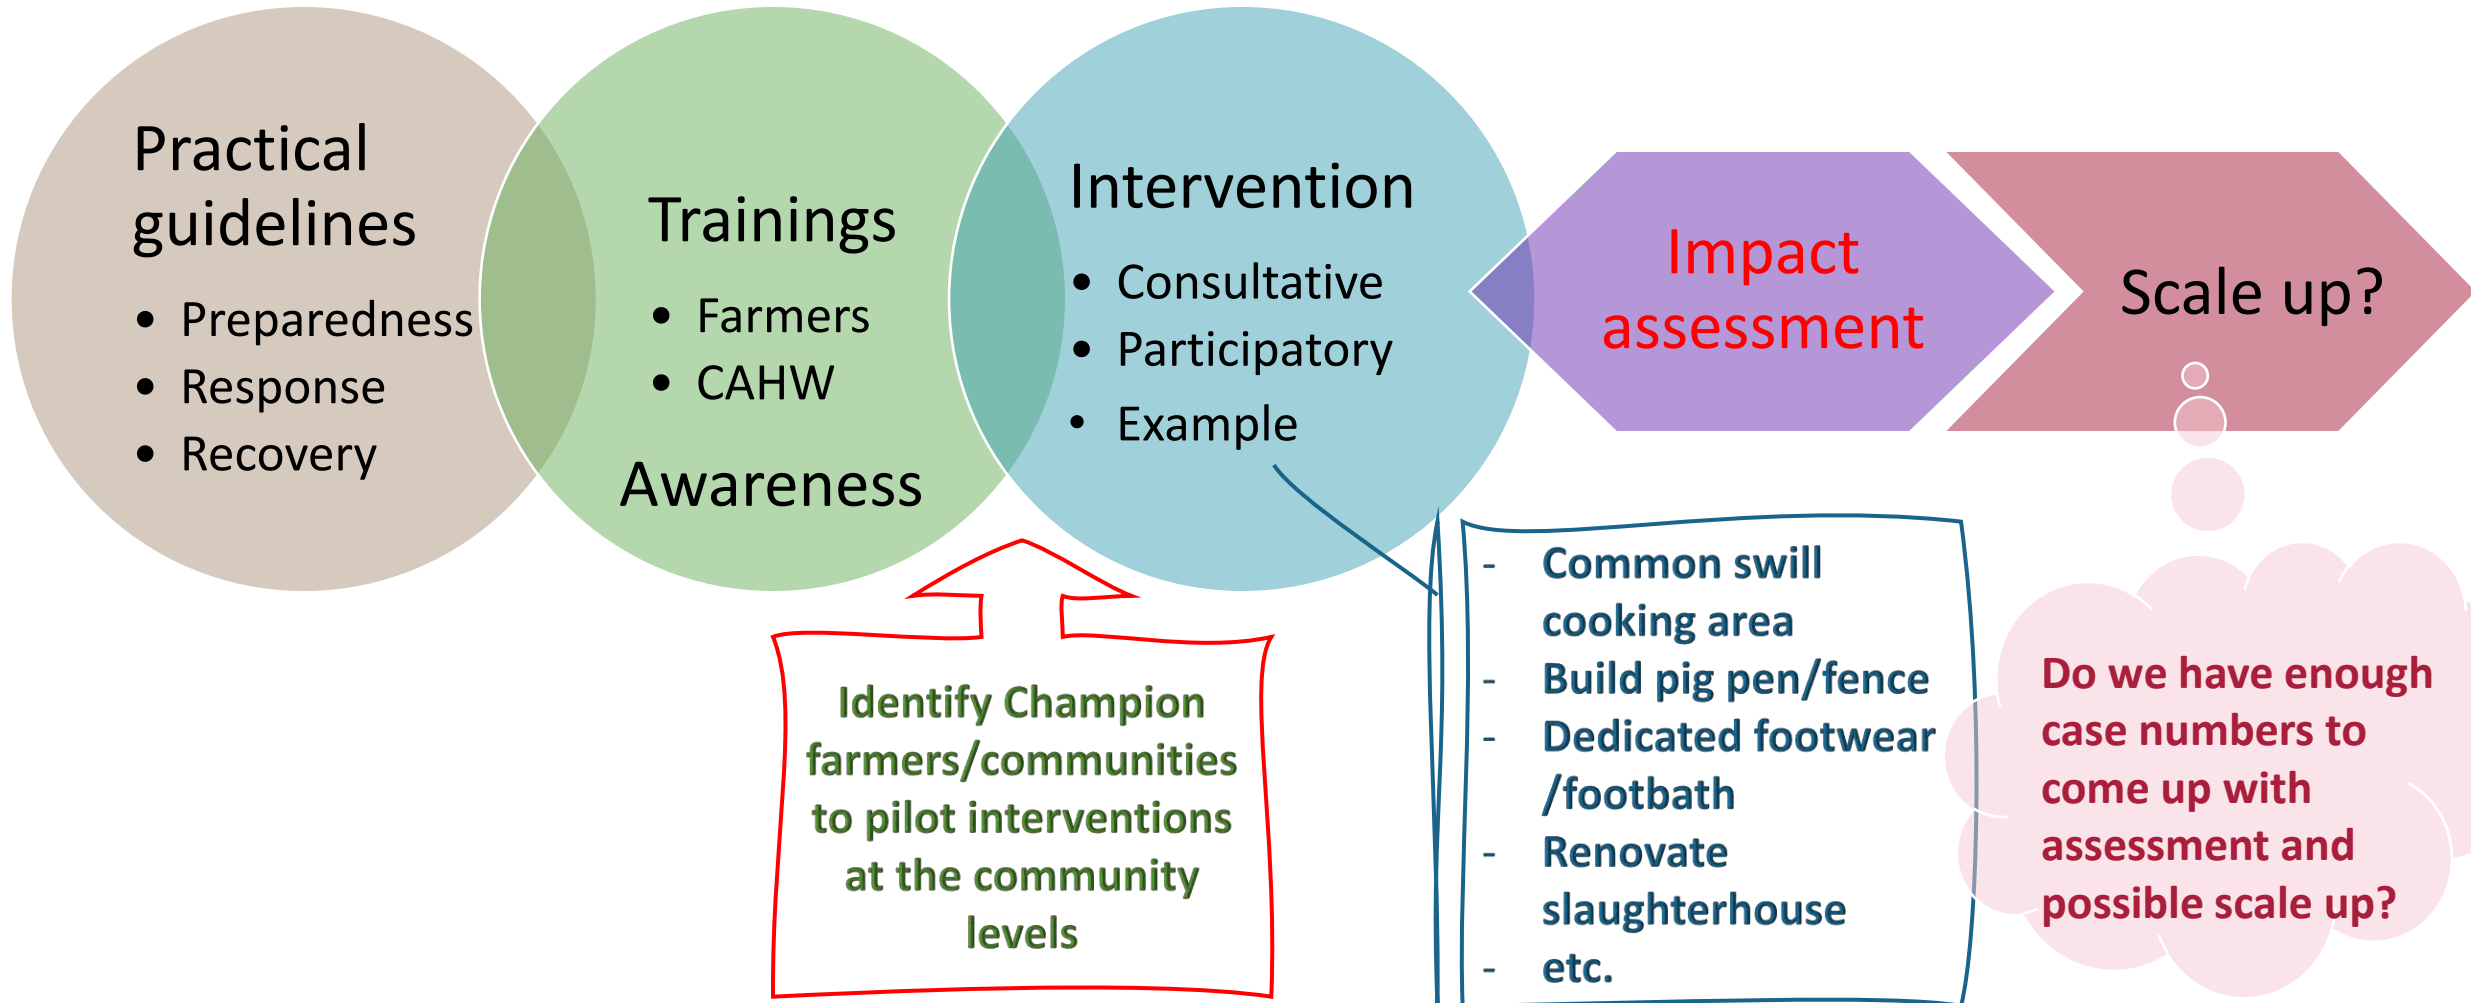 Practical
guidelines
• Preparedness
• Response
• Recovery
Trainings
• Farmers
• CAHW
Awareness
Intervention
• Consultative
• Participatory
• Example
Impact
assessment
Scale up?
Identify Champion
farmers/communities
to pilot interventions
at the community
levels
- Common swill
cooking area
- Build pig pen/fence
- Dedicated footwear
/footbath
- Renovate
slaughterhouse
- etc.
Do we have enough
case numbers to
come up with
assessment and
possible scale up?